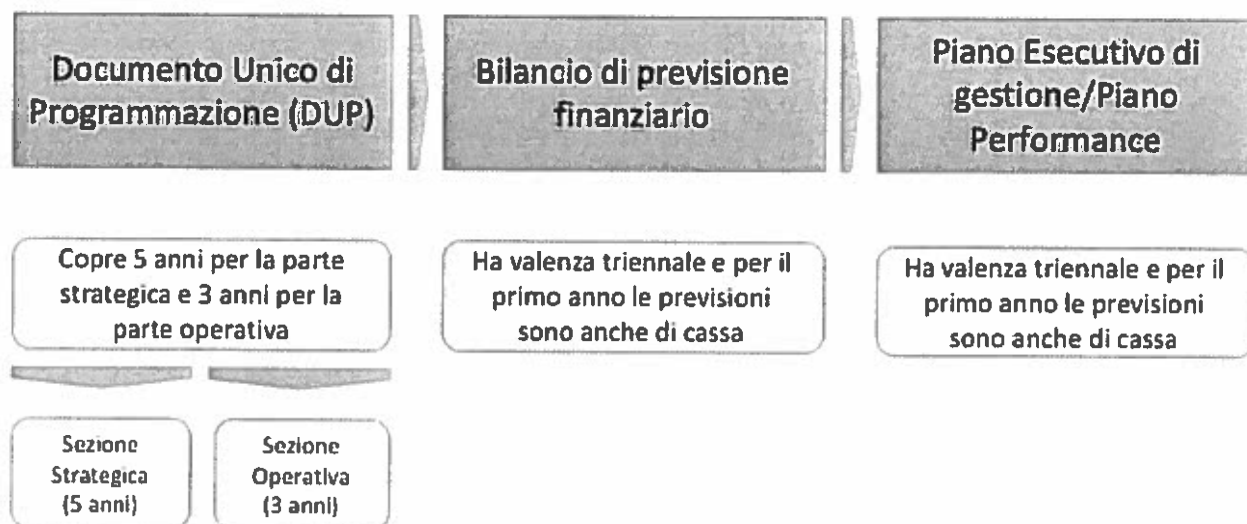 Documento Unico di
Programmazione (DUP)
Bilancio di previsione
finanziario
Piano Esecutivo di
gestione/Piano
Performance
Copre 5 anni per la parte
strategica e 3 anni per la
parte operativa
Ha valenza triennale e per il
primo anno le previsioni
sono anche di cassa
Ha valenza triennale e per il
primo anno le previsioni
sono anche di cassa
Sezione
Strategica
(5 anni)
Sezione
Operativa
(3 anni)